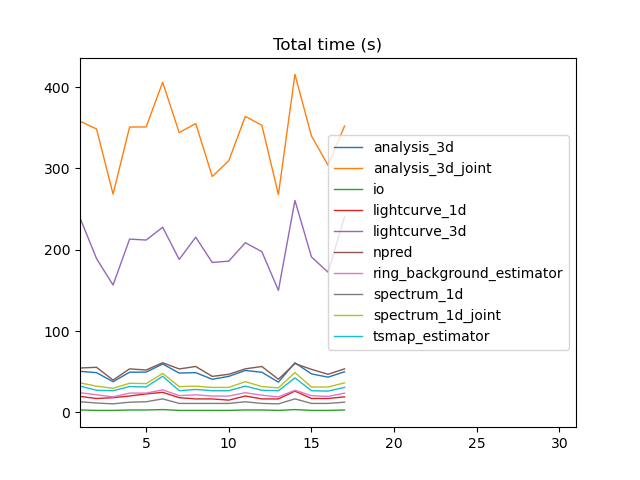 Total time (s)
400
300
200
100
0
analysis_3d
analysis_3d_joint
io
lightcurve_1d
lightcurve_3d
npred
ring_background_estimator
spectrum_1d
spectrum_1d_joint
tsmap_estimator
5 10 15 20 25 30